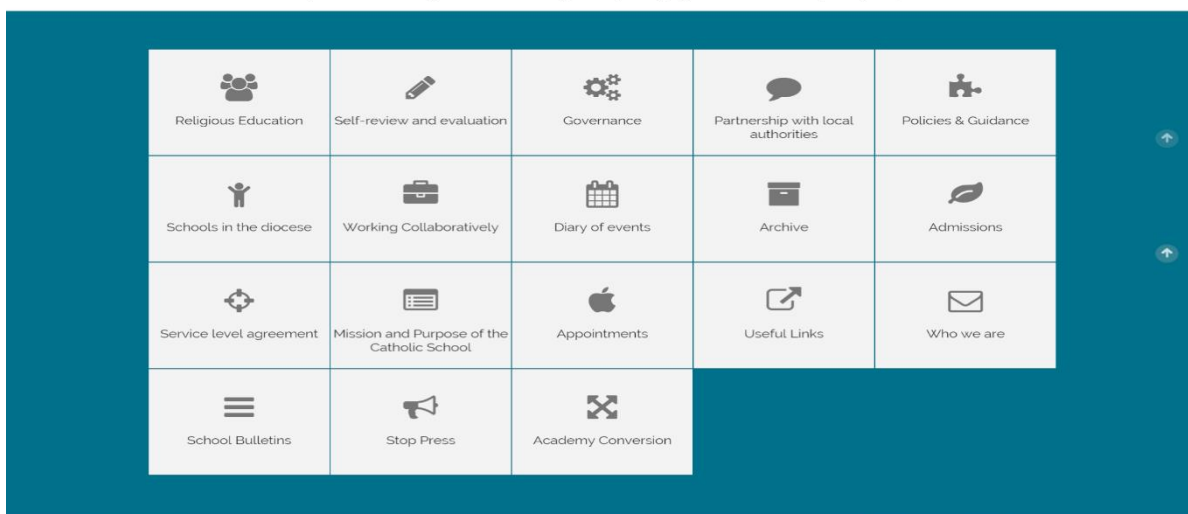 Religious Education
Self-review and evaluation
Governance
Partnership with local
authorities
Policies & Guidance
Schools in the diocese
Working Collaboratively
Diary of events
Archive
Admissions
Service level agreement
Mission and Purpose of the
Catholic School
Appointments
Useful Links
Who we are
School Bulletins
Stop Press
Academy Conversion